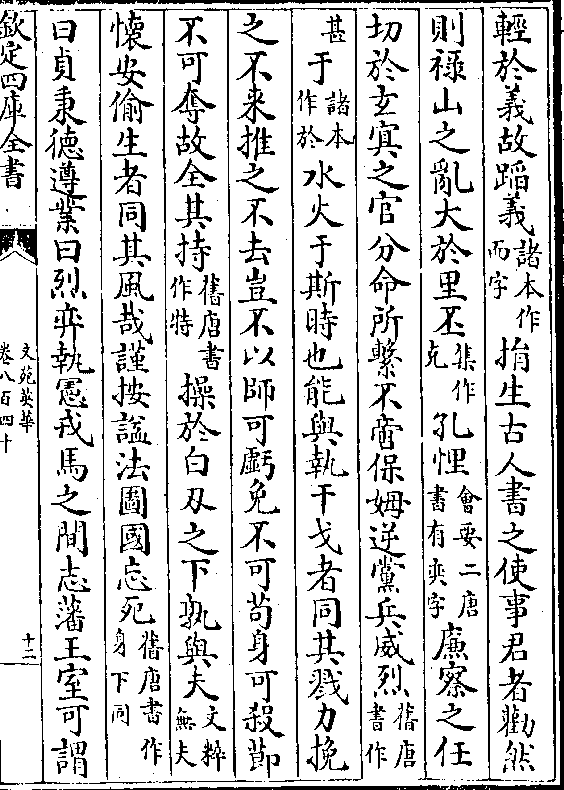 輕於義故蹈義諸本作而字捐生古人書之使事君者勸然
則祿山之亂大於里丕集作克孔悝會要二唐書有爽字廉察之任
切於玄㝠之官分命所繫不啻保姆逆黨兵威烈舊唐書作
甚于諸本作於水火于斯時也能與執干戈者同其戮力挽
之不来推之不去豈不以師可虧免不可苟身可殺節
不可奪故全其持舊唐書作特操於白刄之下孰與夫文粹無夫
懐安偷生者同其風哉謹按諡法圖國忘死舊唐書作身下同
曰貞秉德遵業曰烈弈執憲戎馬之間志藩王室可謂
欽定四庫全書
文苑英華
卷八百四十
十二